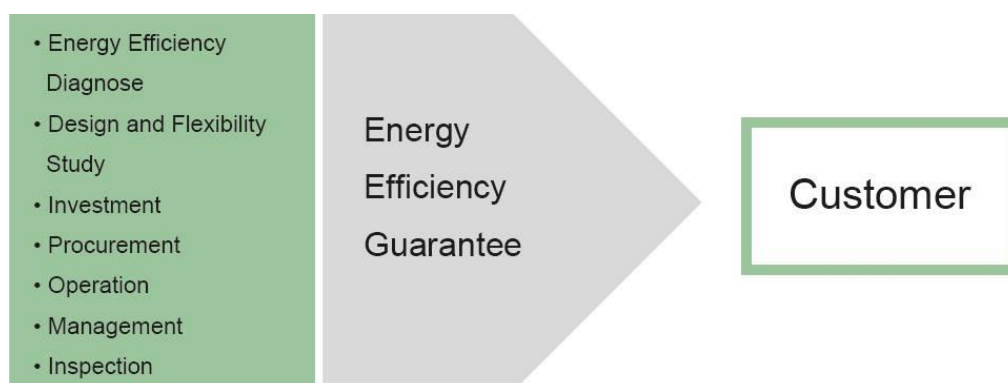 • Energy Efficiency
Diagnose
• Design and Flexibility
Study
• Investment
• Procurement
• Operation
• Management
• Inspection
Energy
Efficiency
Guarantee
Customer